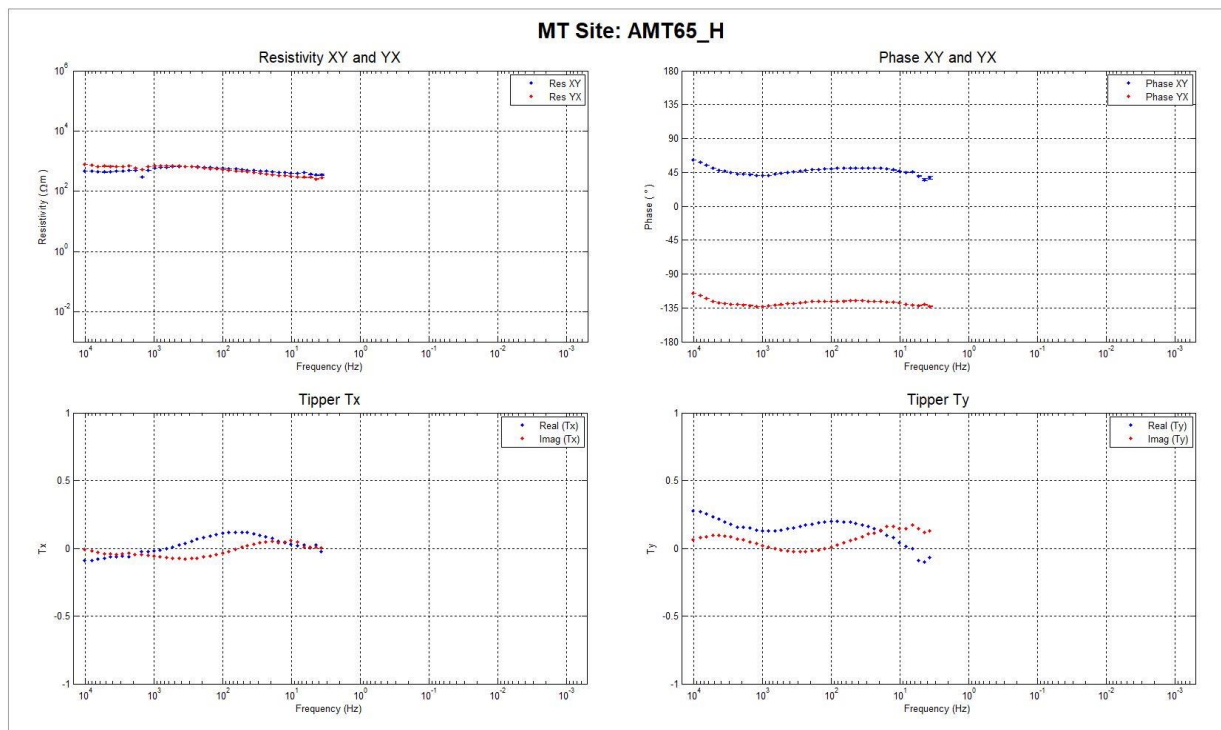 MT Site: AMT65_H
Resistivity XY and YX
Resistivity (Ωm)
10^6
10^4
10^2
10^0
10^-2
Res XY
Res YX
10^4 10^3 10^2 10^1 10^0 10^-1 10^-2 10^-3
Frequency (Hz)
Phase XY and YX
Phase (°)
180
135
90
45
0
-45
-90
-135
-180
Phase XY
Phase YX
10^4 10^3 10^2 10^1 10^0 10^-1 10^-2 10^-3
Frequency (Hz)
Tipper Tx
Tx
1
0.5
0
-0.5
-1
Real (Tx)
Imag (Tx)
10^4 10^3 10^2 10^1 10^0 10^-1 10^-2 10^-3
Frequency (Hz)
Tipper Ty
Ty
1
0.5
0
-0.5
-1
Real (Ty)
Imag (Ty)
10^4 10^3 10^2 10^1 10^0 10^-1 10^-2 10^-3
Frequency (Hz)